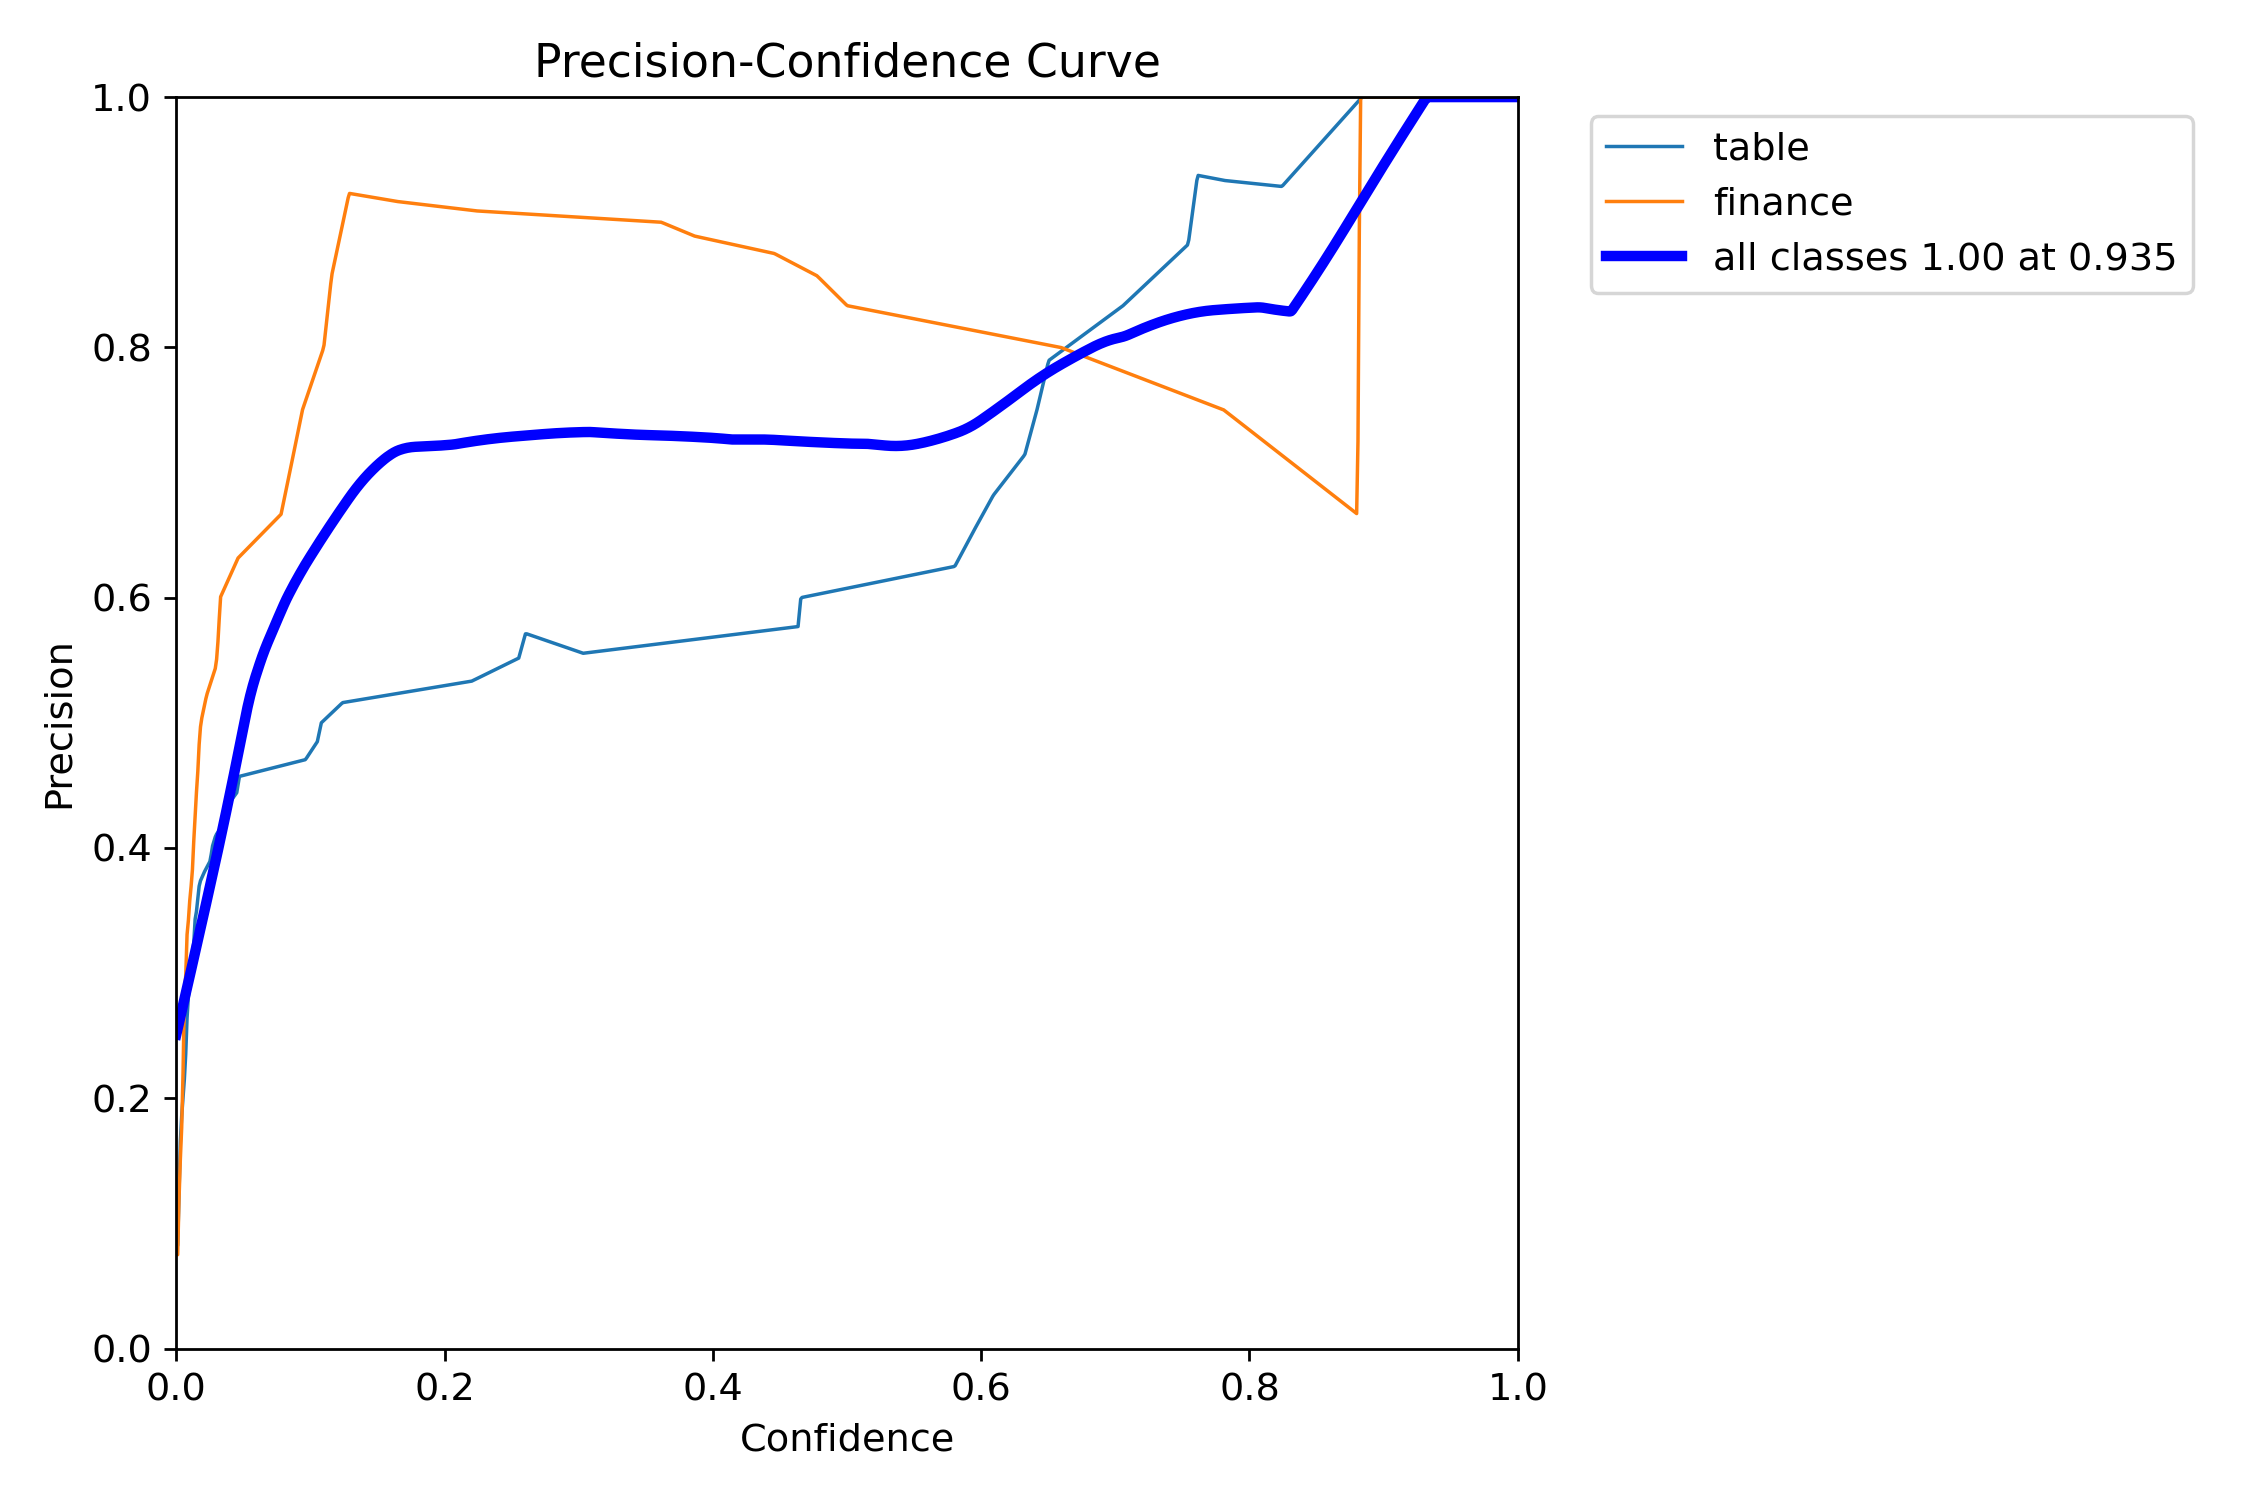 Precision-Confidence Curve
1.0
0.8
0.6
0.4
0.2
0.0
Precision
0.0 0.2 0.4 0.6 0.8 1.0
Confidence
table
finance
all classes 1.00 at 0.935